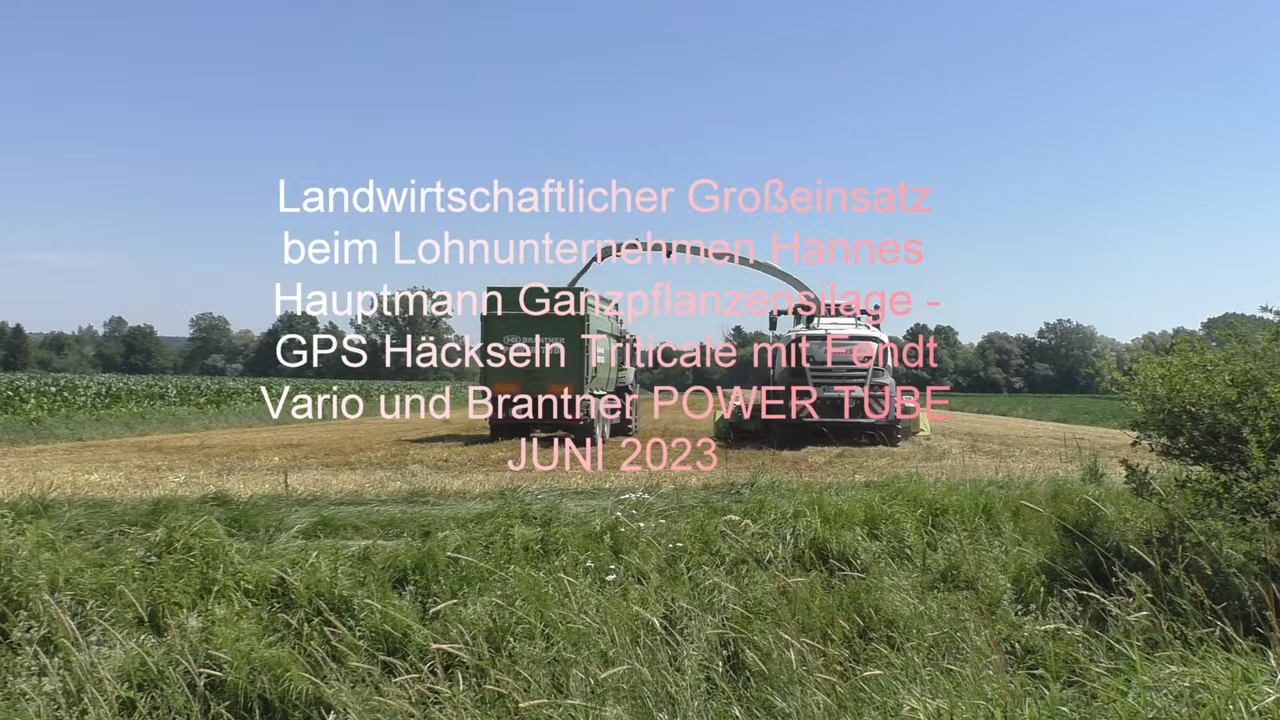 Landwirtschaftlicher Großeinsatz
beim Lohnunternehmen Hannes
Hauptmann Ganzpflanzensilage -
GPS Häckseln Triticale mit Fendt
Vario und Brantner POWER TUBE
JUNI 2023
BRANTNER